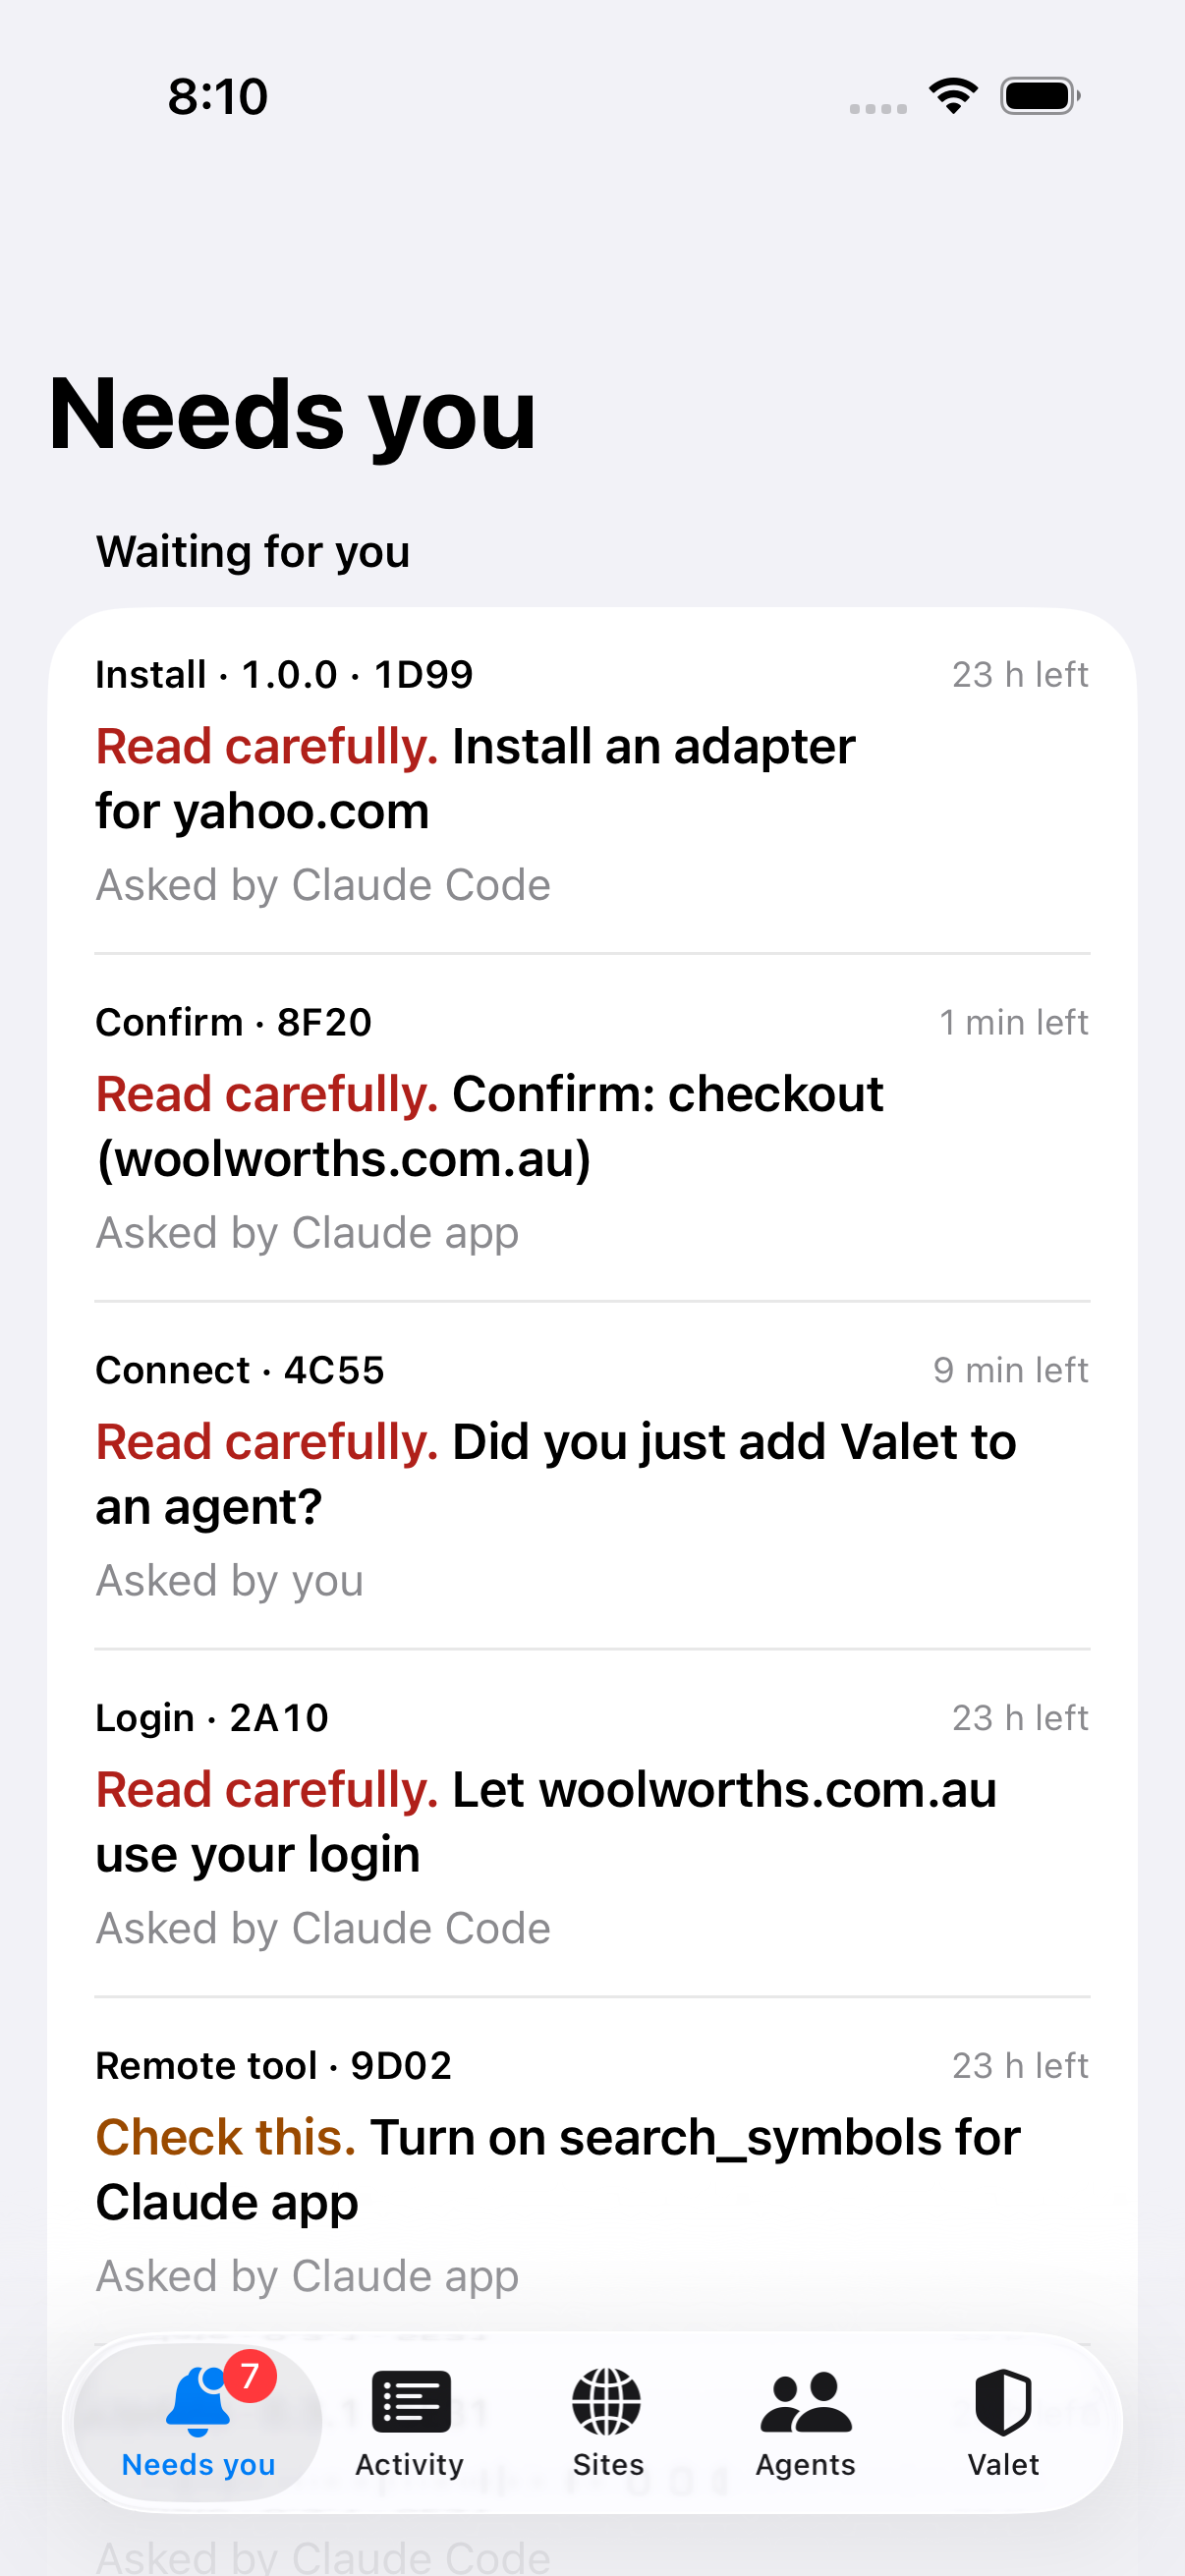 8:10
Needs you
Waiting for you
Install · 1.0.0 · 1D99
23 h left
Read carefully. Install an adapter
for yahoo.com
Asked by Claude Code
Confirm · 8F20
1 min left
Read carefully. Confirm: checkout
(woolworths.com.au)
Asked by Claude app
Connect · 4C55
9 min left
Read carefully. Did you just add Valet to
an agent?
Asked by you
Login · 2A10
23 h left
Read carefully. Let woolworths.com.au
use your login
Asked by Claude Code
Remote tool · 9D02
23 h left
Check this. Turn on search_symbols for
Claude app
Asked by Claude app
7
Needs you
Activity
Sites
Agents
Valet
Asked by Claude Code